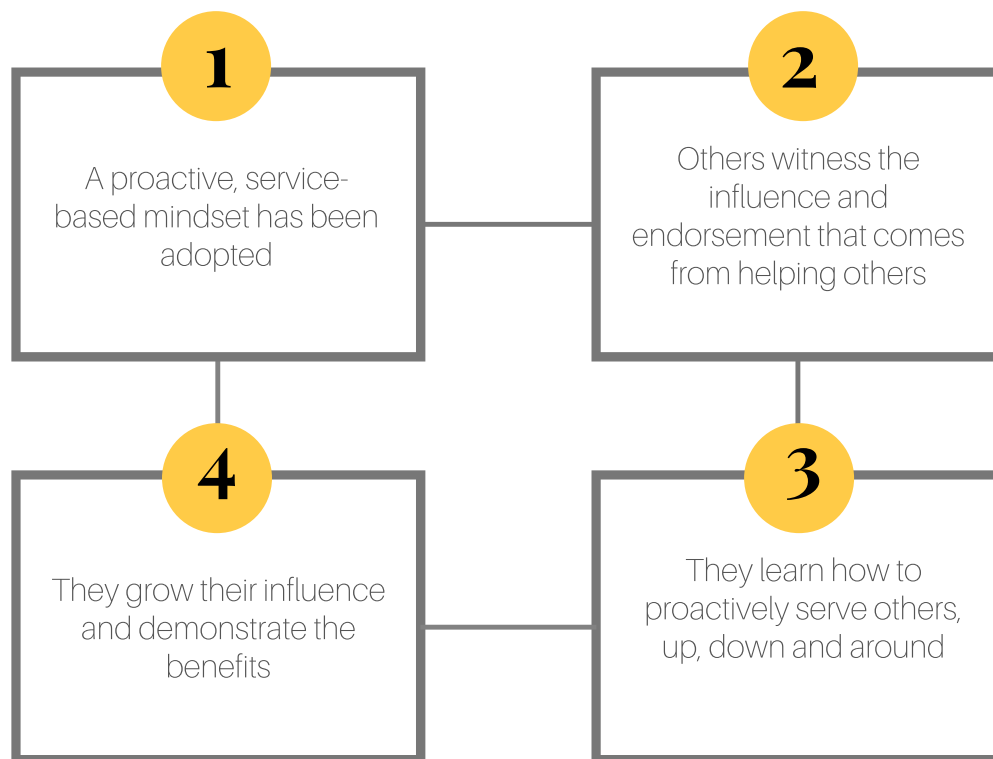 1
A proactive, service-
based mindset has been
adopted
2
Others witness the
influence and
endorsement that comes
from helping others
3
They learn how to
proactively serve others,
up, down and around
4
They grow their influence
and demonstrate the
benefits